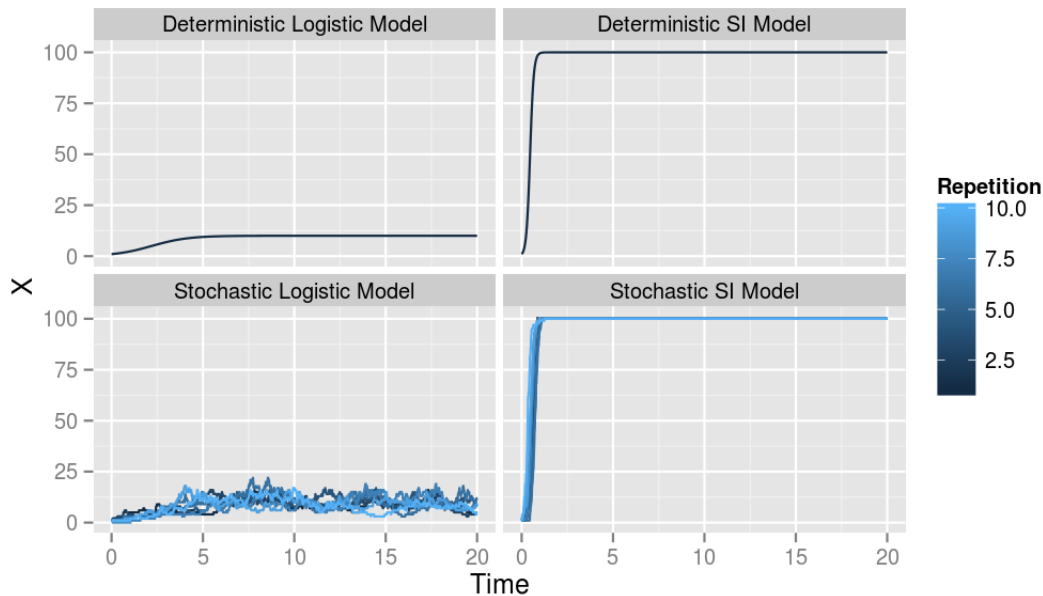 Deterministic Logistic Model
Deterministic SI Model
100
75
50
25
0
Stochastic Logistic Model
Stochastic SI Model
100
75
50
25
0
0 5 10 15 20
0 5 10 15 20
X
Time
Repetition
10.0
7.5
5.0
2.5